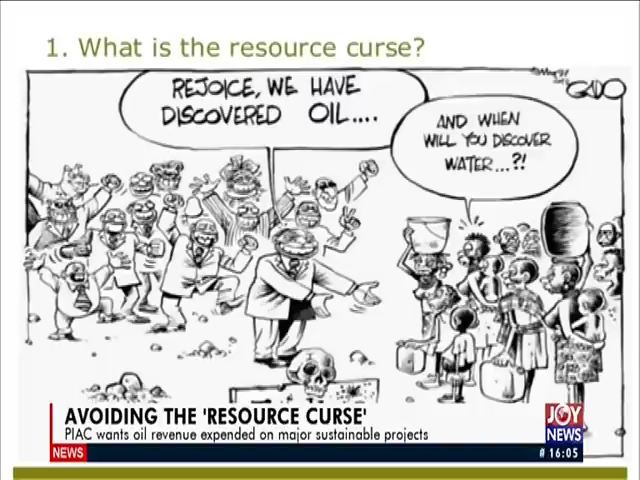 1. What is the resource curse?
REJOICE, WE HAVE
DISCOVERED OIL....
GADO
AND WHEN
WILL YOU DISCOVER
WATER...?!
AVOIDING THE 'RESOURCE CURSE'
PIAC wants oil revenue expended on major sustainable projects
JOY
NEWS
NEWS
# 16:05